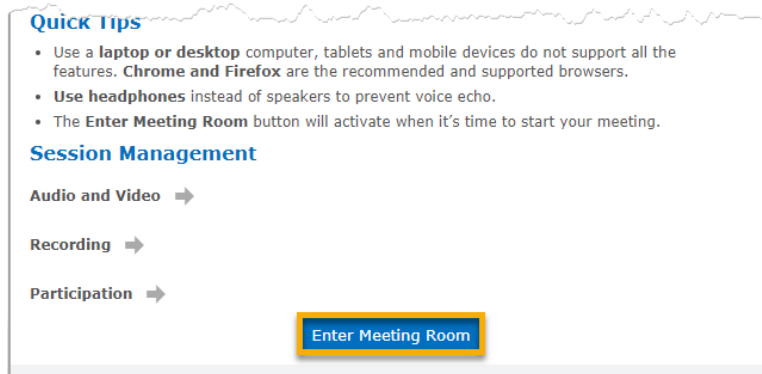 Quick Tips
• Use a laptop or desktop computer, tablets and mobile devices do not support all the
features. Chrome and Firefox are the recommended and supported browsers.
• Use headphones instead of speakers to prevent voice echo.
• The Enter Meeting Room button will activate when it’s time to start your meeting.
Session Management
Audio and Video
Recording
Participation
Enter Meeting Room